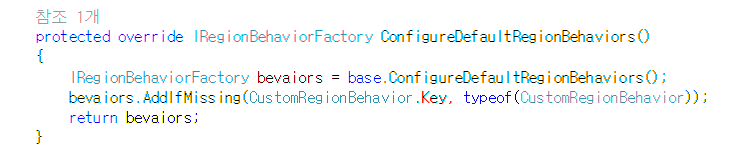 참조 1개
protected override IRegionBehaviorFactory ConfigureDefaultRegionBehaviors()
{
IRegionBehaviorFactory bevaiors = base.ConfigureDefaultRegionBehaviors();
bevaiors.AddIfMissing(CustomRegionBehavior.Key, typeof(CustomRegionBehavior));
return bevaiors;
}